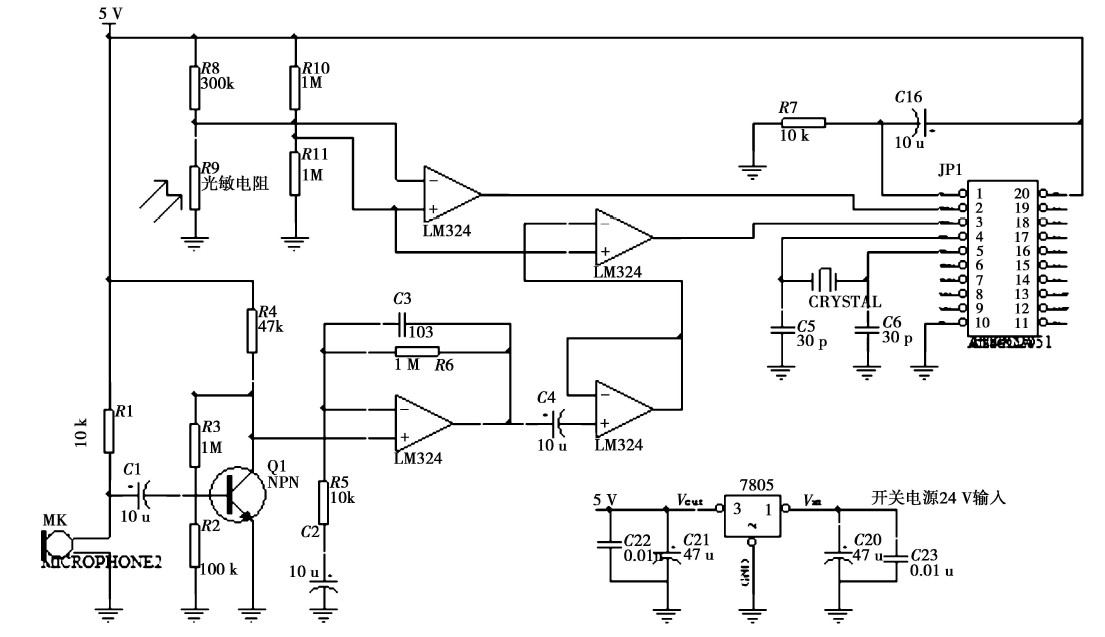 5 V
R8
300k
R10
1M
R7
10 k
C16
10 u
R9
光敏电阻
R11
1M
JP1
LM324
LM324
1 20
2 19
3 18
4 17
5 16
6 15
7 14
8 13
9 12
10 11
CRYSTAL
C5
30 p
C6
30 p
R4
47k
C3
103
1 M R6
R1
10 k
R3
1M
C4
10 u
LM324
LM324
C1
10 u
Q1
NPN
R5
10k
MK
MICROPHONE2
R2
100 k
C2
10 u
5 V
Vout
7805
3 1
2
GND
Vin
开关电源24 V输入
C22
0.01u
C21
47 u
C20
47 u
C23
0.01 u